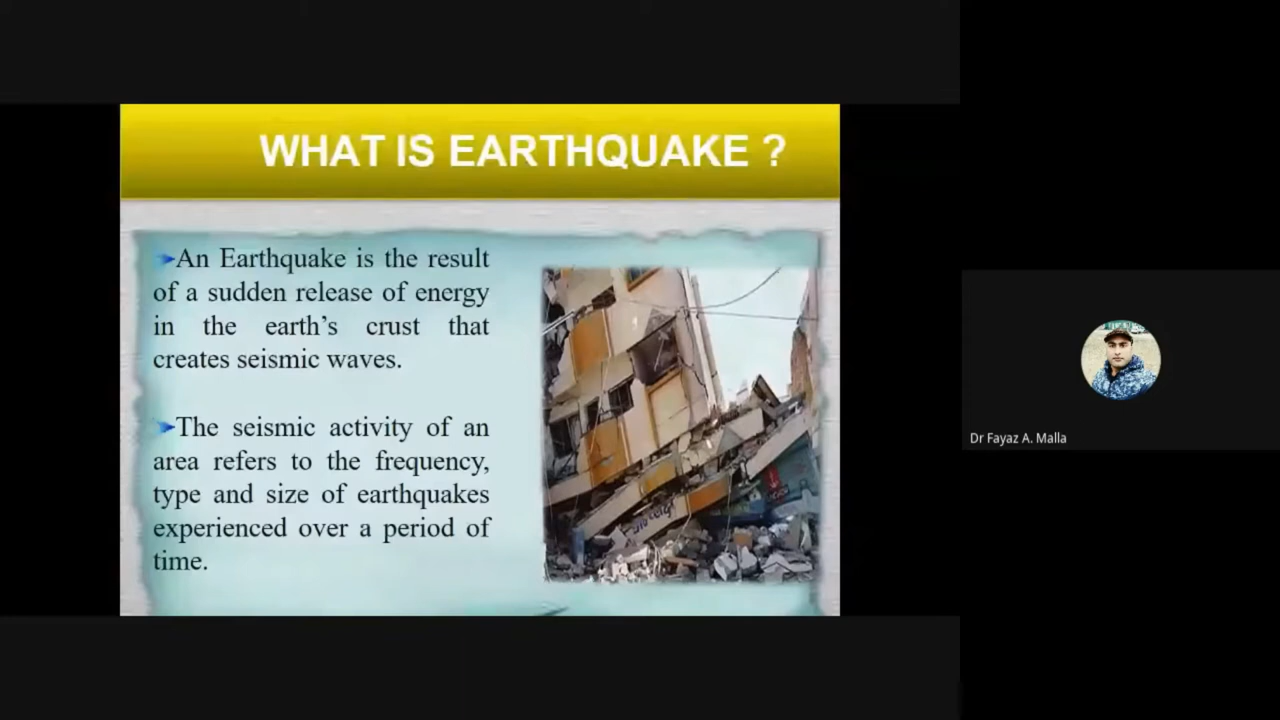 WHAT IS EARTHQUAKE ?
➤An Earthquake is the result
of a sudden release of energy
in the earth’s crust that
creates seismic waves.
➤The seismic activity of an
area refers to the frequency,
type and size of earthquakes
experienced over a period of
time.
Dr Fayaz A. Malla